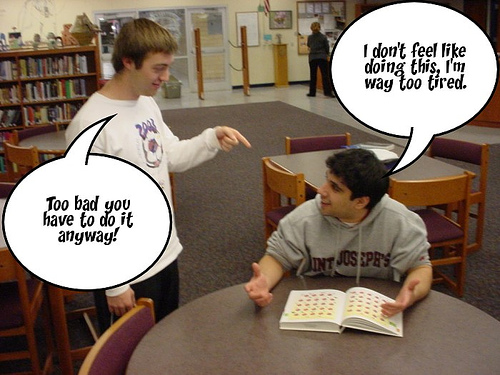 I don't feel like
doing this, I'm
way too tired.
Too bad you
have to do it
anyway!
INT JOSEPH'S